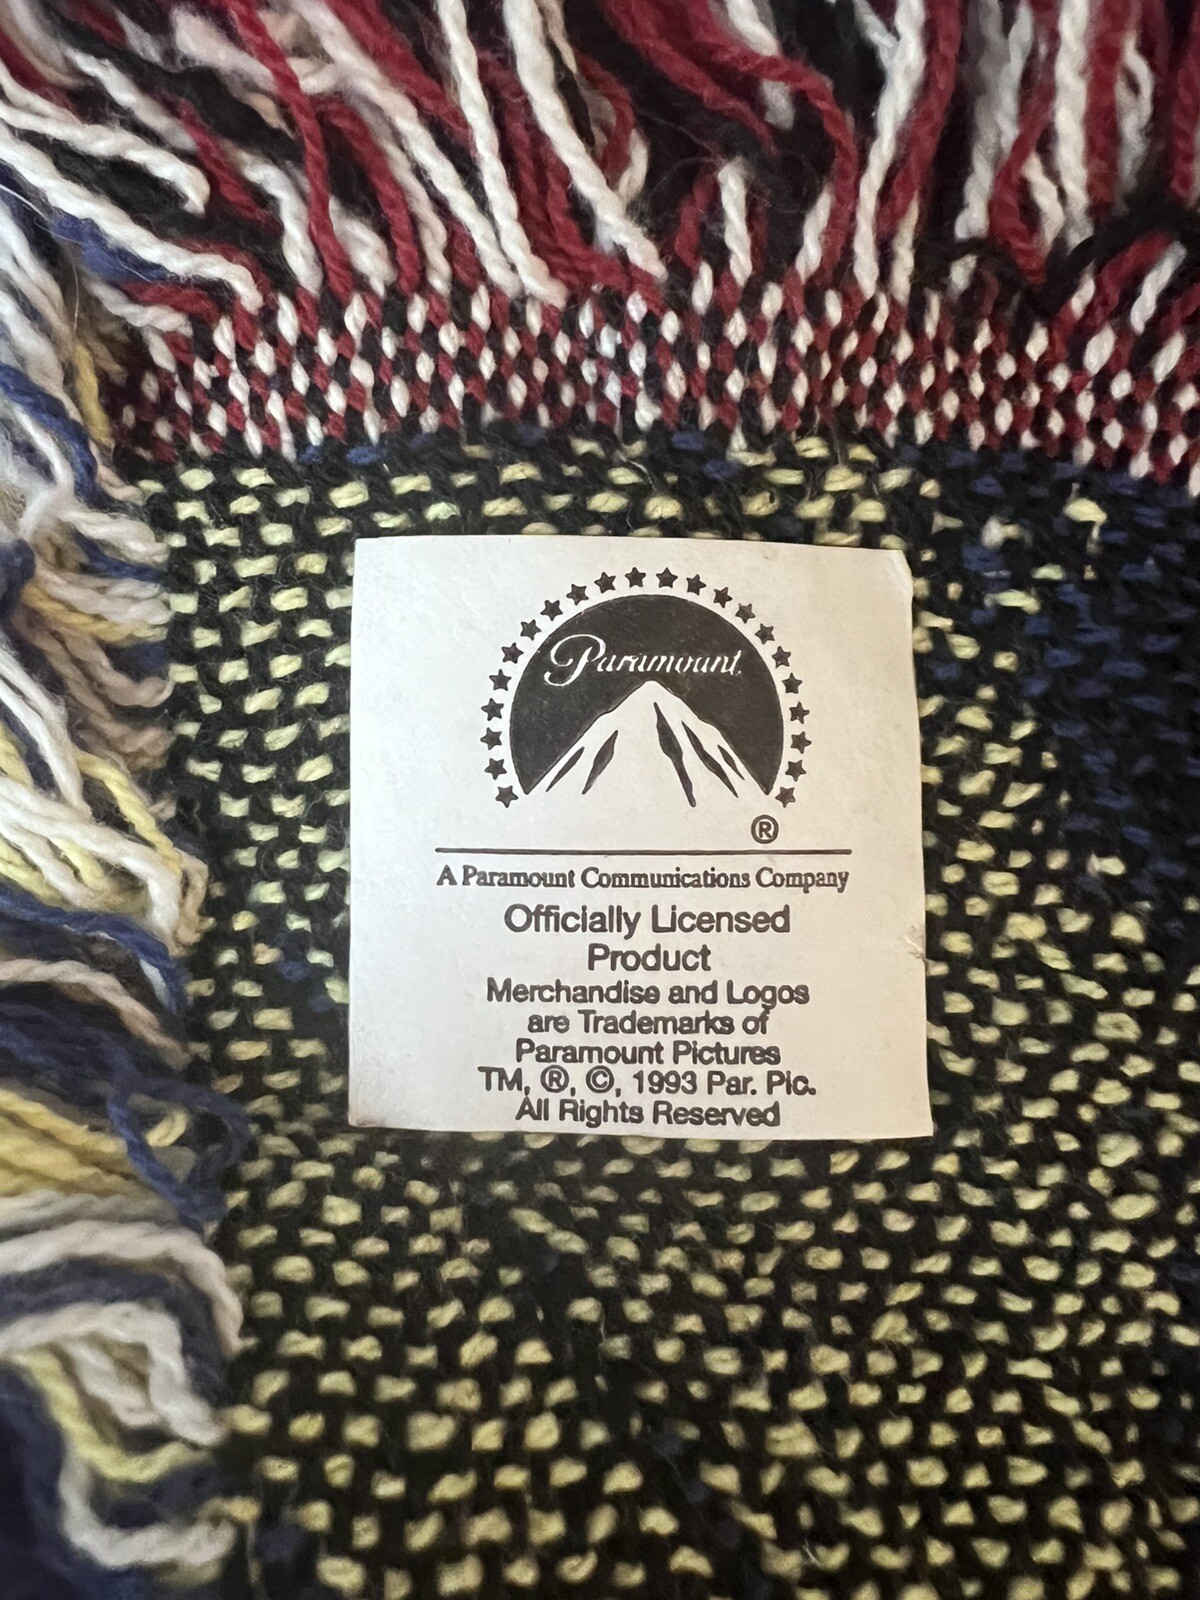 Paramount
®
A Paramount Communications Company
Officially Licensed
Product
Merchandise and Logos
are Trademarks of
Paramount Pictures
TM, ®, ©, 1993 Par. Pic.
All Rights Reserved